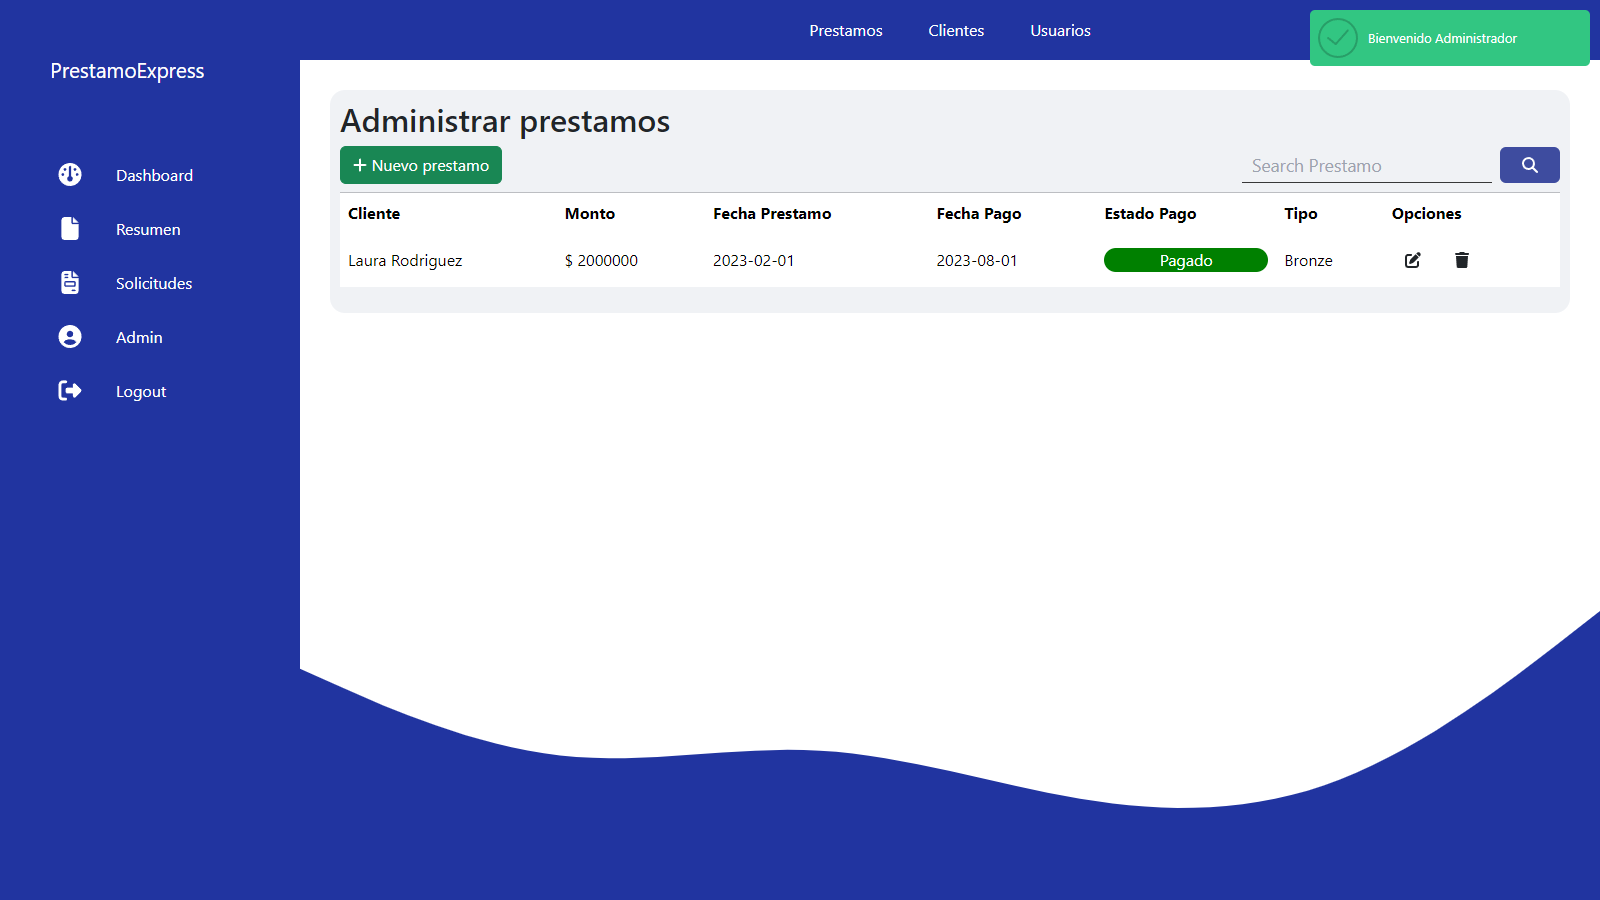 Prestamos Clientes Usuarios
Bienvenido Administrador
PrestamoExpress
Dashboard
Resumen
Solicitudes
Admin
Logout
Administrar prestamos
Nuevo prestamo
Search Prestamo
Cliente Monto Fecha Prestamo Fecha Pago Estado Pago Tipo Opciones
Laura Rodriguez $ 2000000 2023-02-01 2023-08-01 Pagado Bronze